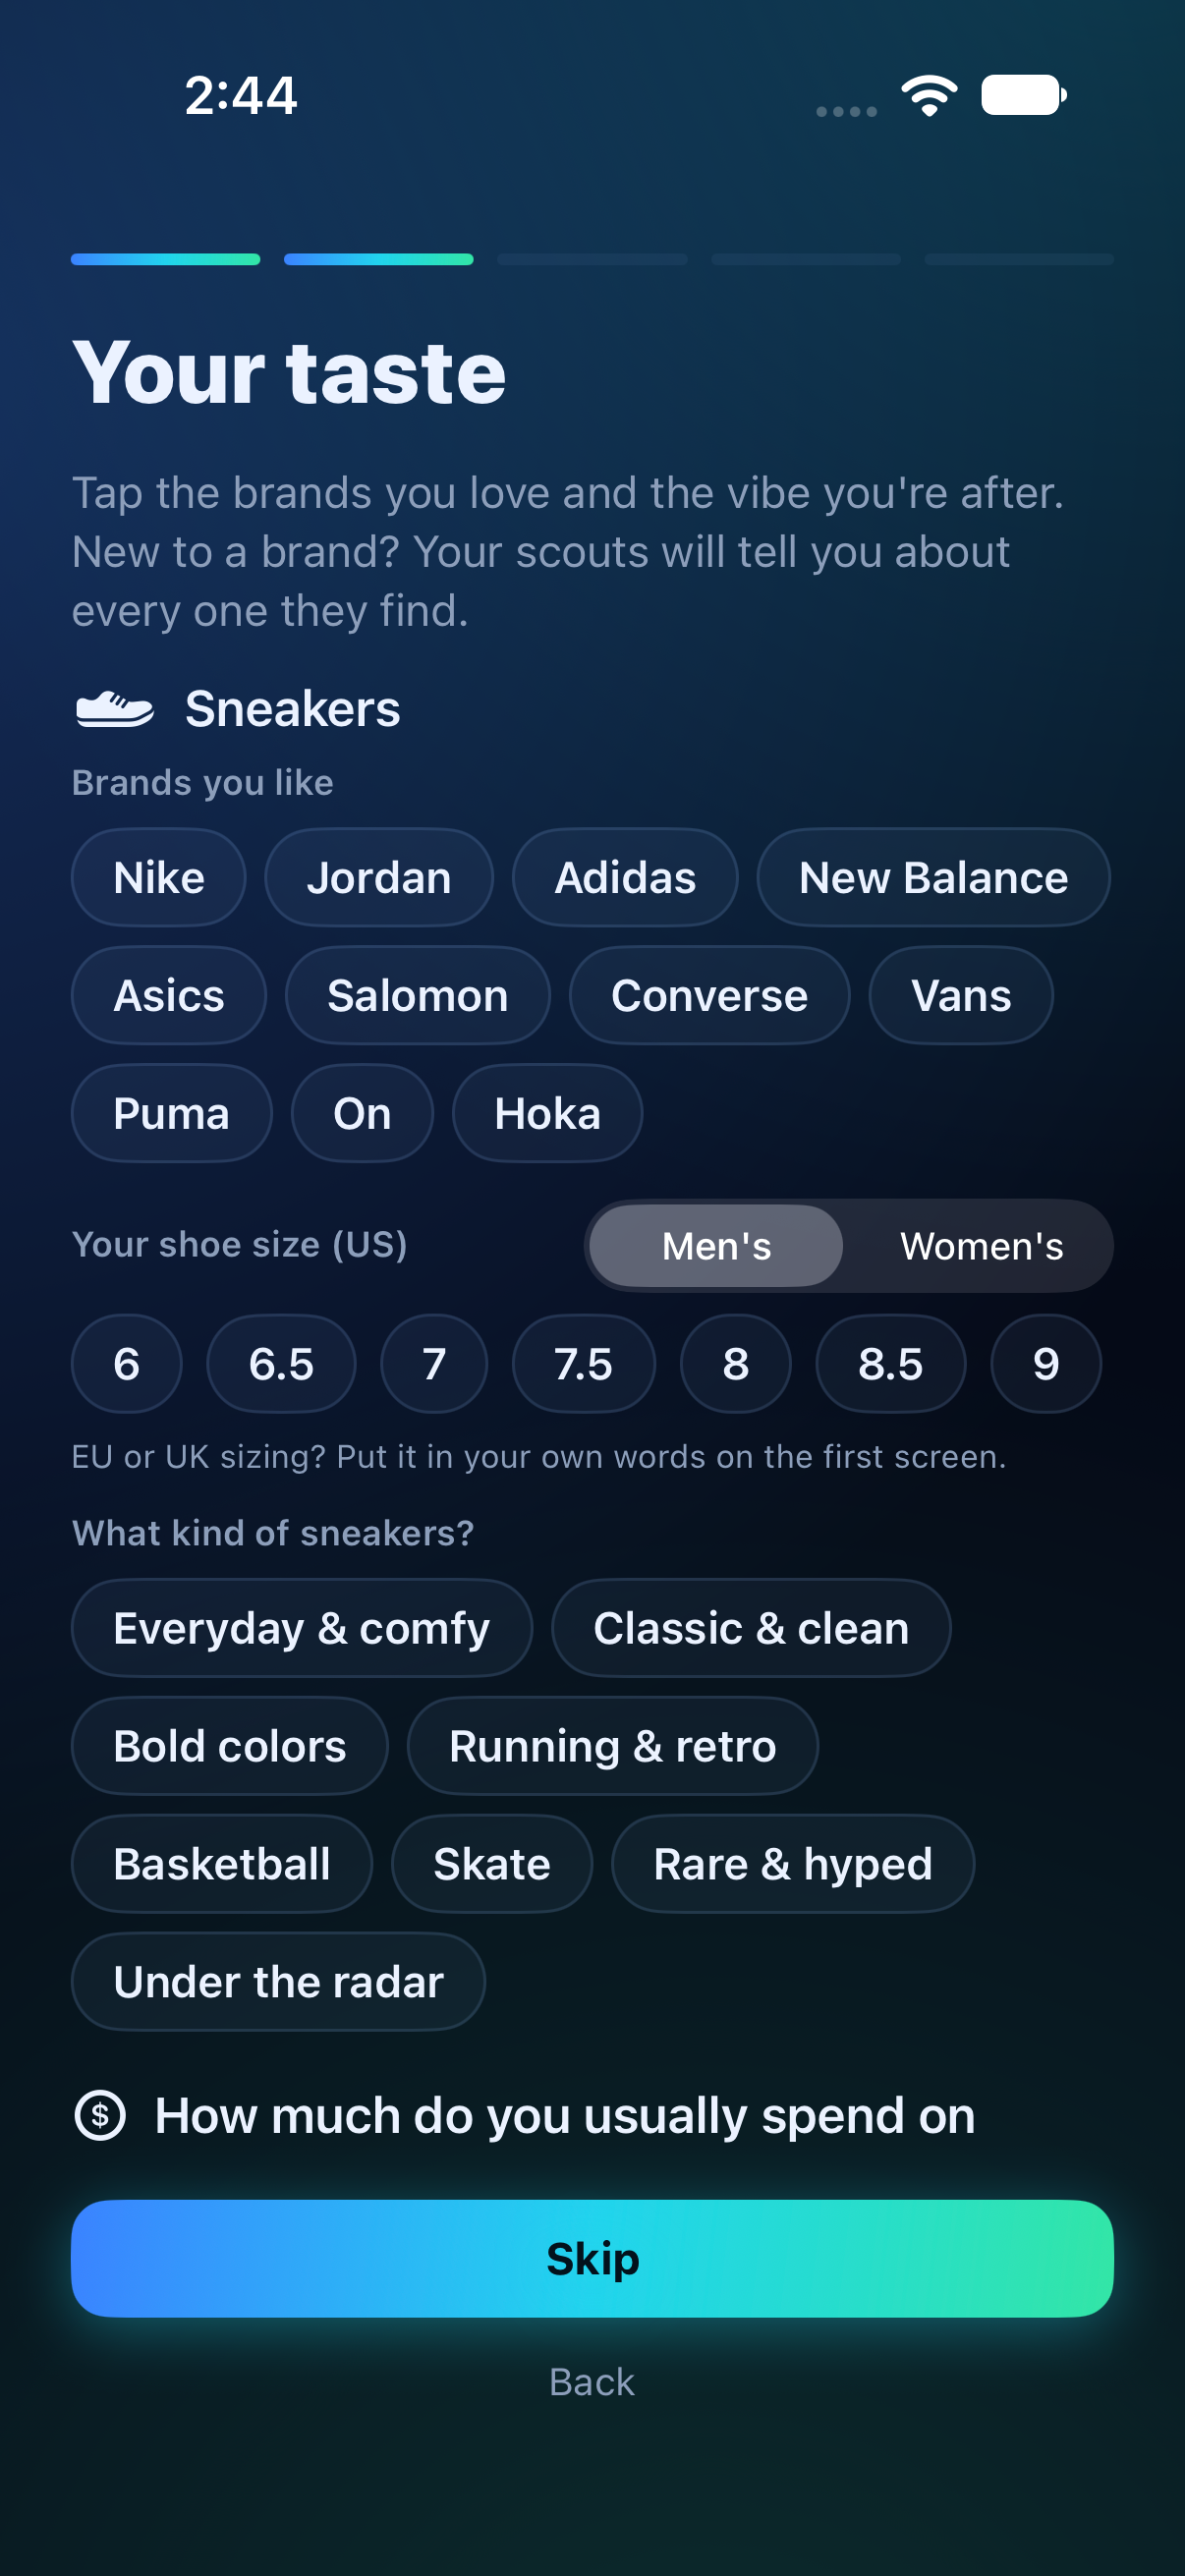 2:44
Your taste
Tap the brands you love and the vibe you're after.
New to a brand? Your scouts will tell you about
every one they find.
Sneakers
Brands you like
Nike Jordan Adidas New Balance
Asics Salomon Converse Vans
Puma On Hoka
Your shoe size (US) Men's Women's
6 6.5 7 7.5 8 8.5 9
EU or UK sizing? Put it in your own words on the first screen.
What kind of sneakers?
Everyday & comfy Classic & clean
Bold colors Running & retro
Basketball Skate Rare & hyped
Under the radar
$ How much do you usually spend on
Skip
Back